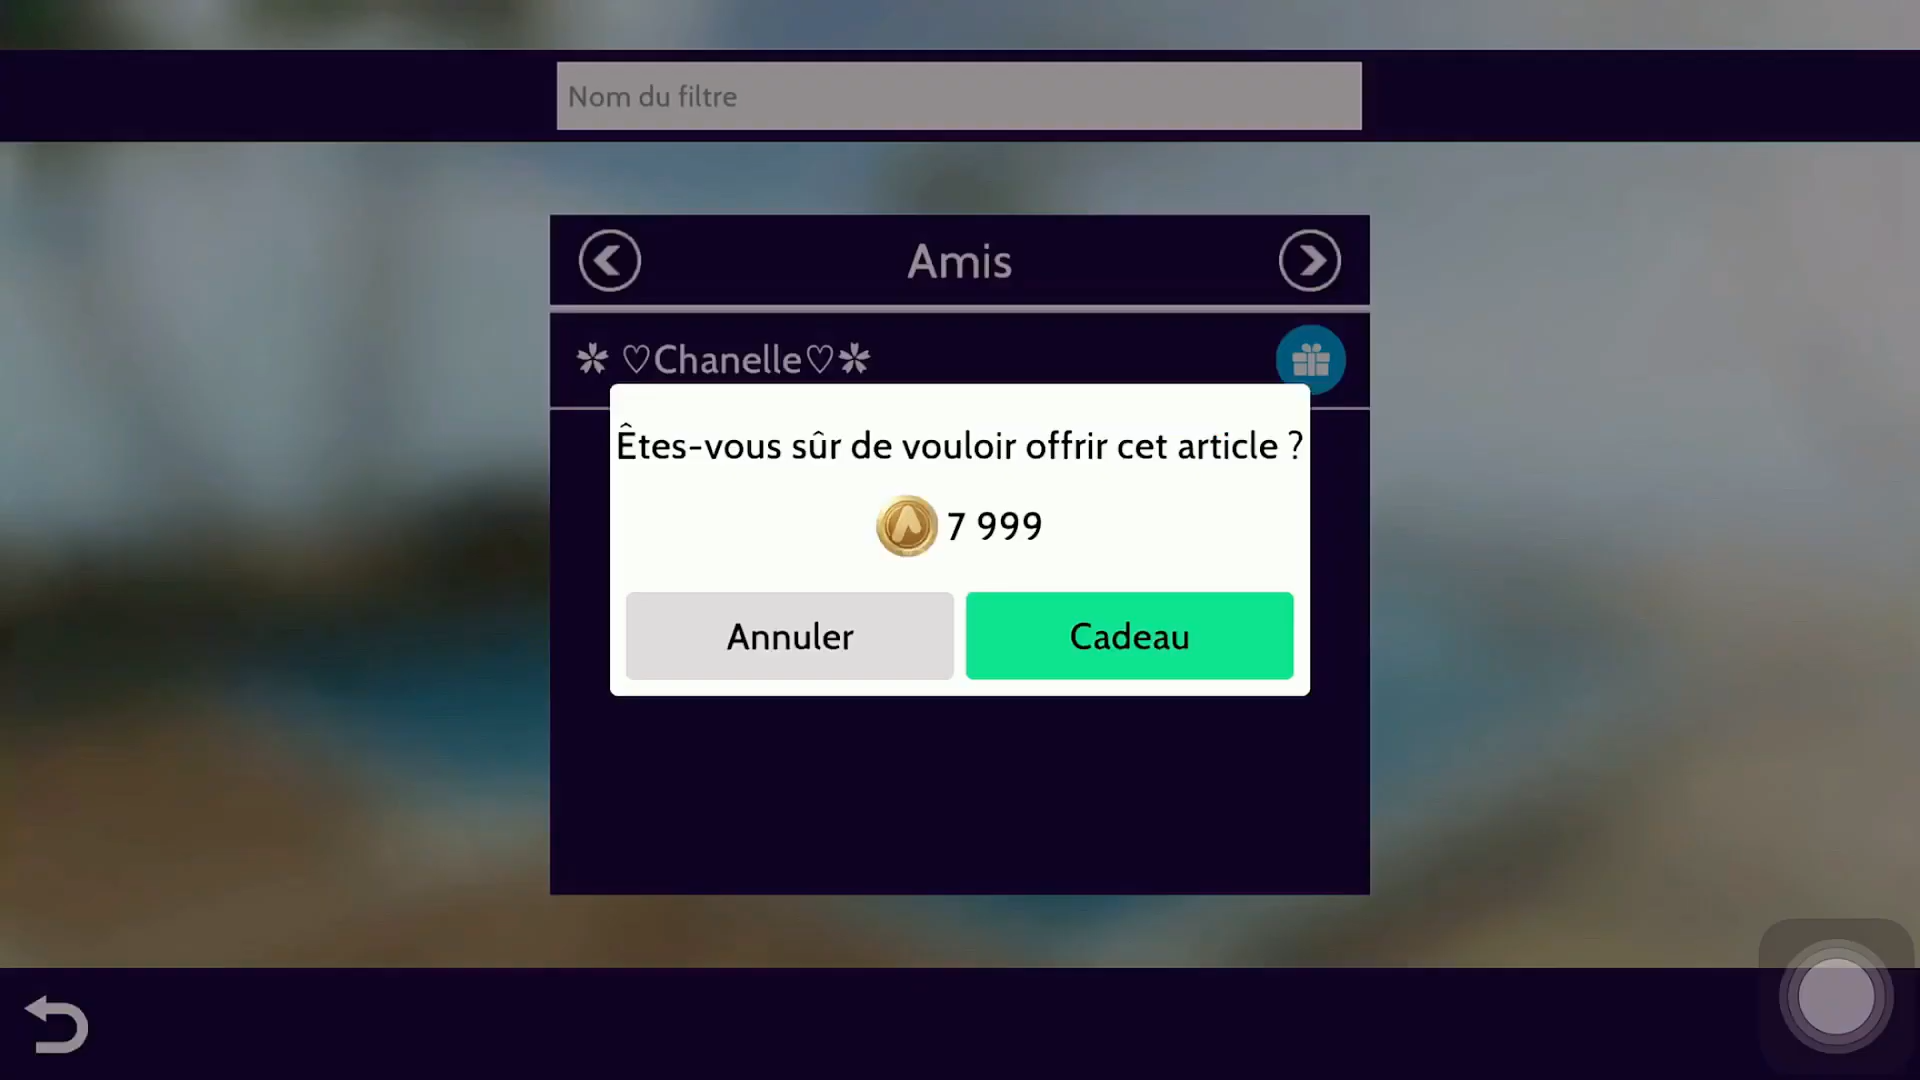 Nom du filtre
Amis
✼ ♡Chanelle♡✼
Êtes-vous sûr de vouloir offrir cet article ?
7 999
Annuler
Cadeau